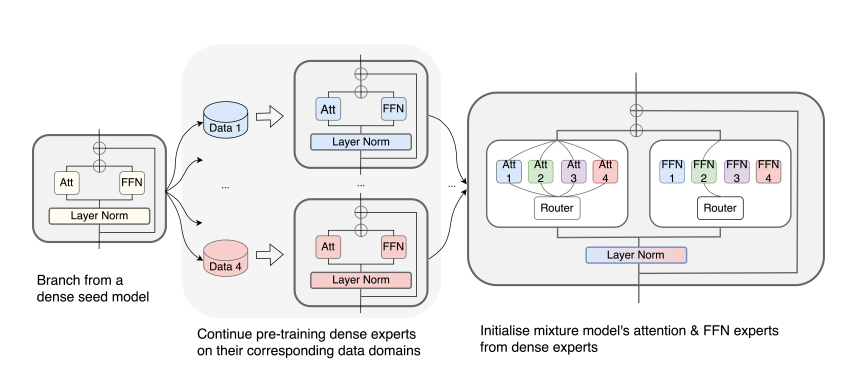 Att
FFN
Layer Norm
Branch from a
dense seed model
Data 1
...
Data 4
Att
FFN
Layer Norm
...
Att
FFN
Layer Norm
Continue pre-training dense experts
on their corresponding data domains
...
Att 1
Att 2
Att 3
Att 4
Router
FFN 1
FFN 2
FFN 3
FFN 4
Router
Layer Norm
Initialise mixture model's attention & FFN experts
from dense experts